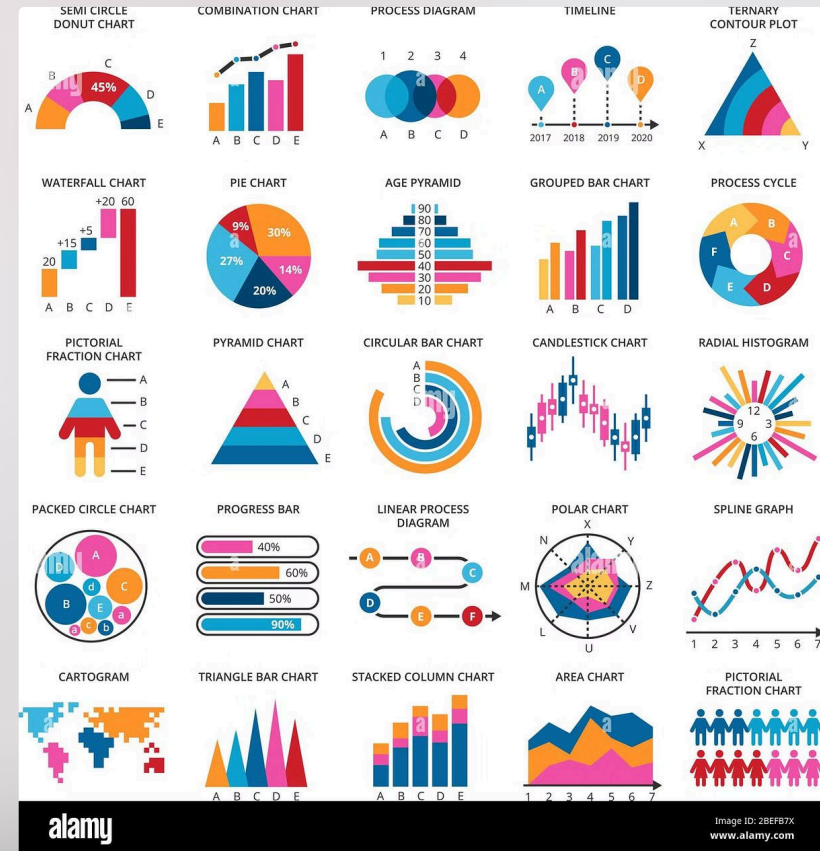 SEMI CIRCLE
DONUT CHART
COMBINATION CHART
PROCESS DIAGRAM
TIMELINE
TERNARY
CONTOUR PLOT
A
B
C
45%
D
E
A B C D E
1 2 3 4
A B C D
A
B
C
D
2017 2018 2019 2020
Z
X
Y
WATERFALL CHART
PIE CHART
AGE PYRAMID
GROUPED BAR CHART
PROCESS CYCLE
20
+15
+5
+20
60
A B C D E
9%
30%
27%
14%
20%
90
80
70
60
50
40
30
20
10
A B C D
A
B
F
C
E
D
PICTORIAL
FRACTION CHART
PYRAMID CHART
CIRCULAR BAR CHART
CANDLESTICK CHART
RADIAL HISTOGRAM
A
B
C
D
E
A
B
C
D
E
A
B
C
D
12
9 3
6
PACKED CIRCLE CHART
PROGRESS BAR
LINEAR PROCESS
DIAGRAM
POLAR CHART
SPLINE GRAPH
A
D
d
C
B
E
a
a
c
b
40%
60%
50%
90%
A
B
C
D
E
F
X
N
Y
M
Z
L
V
U
1 2 3 4 5 6 7
CARTOGRAM
TRIANGLE BAR CHART
STACKED COLUMN CHART
AREA CHART
PICTORIAL
FRACTION CHART
A B C D E
A B C D E
1 2 3 4 5 6 7
alamy
Image ID: 2BEFB7X
www.alamy.com